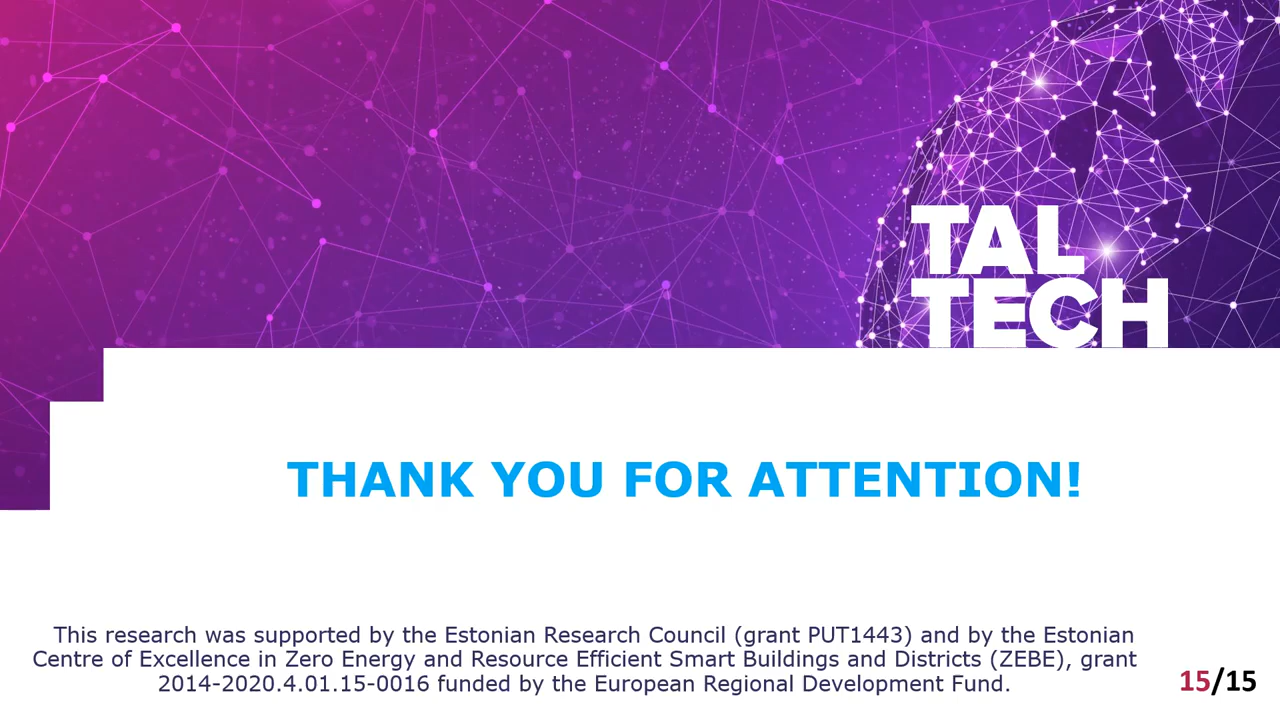 TAL
TECH
THANK YOU FOR ATTENTION!
This research was supported by the Estonian Research Council (grant PUT1443) and by the Estonian
Centre of Excellence in Zero Energy and Resource Efficient Smart Buildings and Districts (ZEBE), grant
2014-2020.4.01.15-0016 funded by the European Regional Development Fund.
15/15